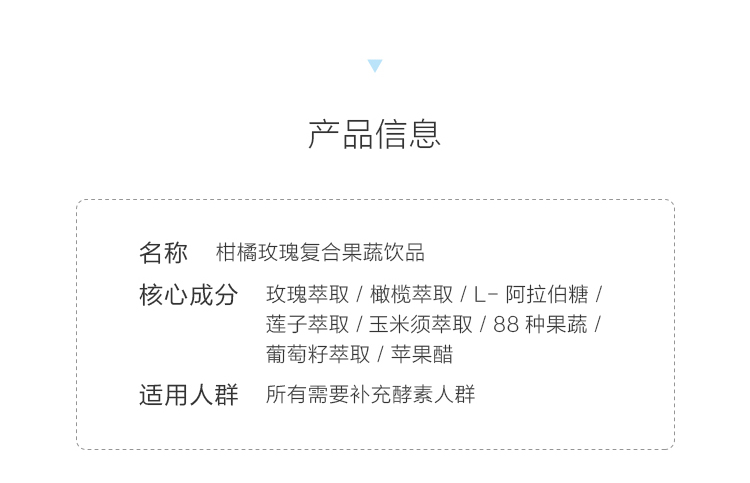 产品信息
名称 柑橘玫瑰复合果蔬饮品
核心成分 玫瑰萃取 / 橄榄萃取 / L- 阿拉伯糖 /
莲子萃取 / 玉米须萃取 / 88 种果蔬 /
葡萄籽萃取 / 苹果醋
适用人群 所有需要补充酵素人群